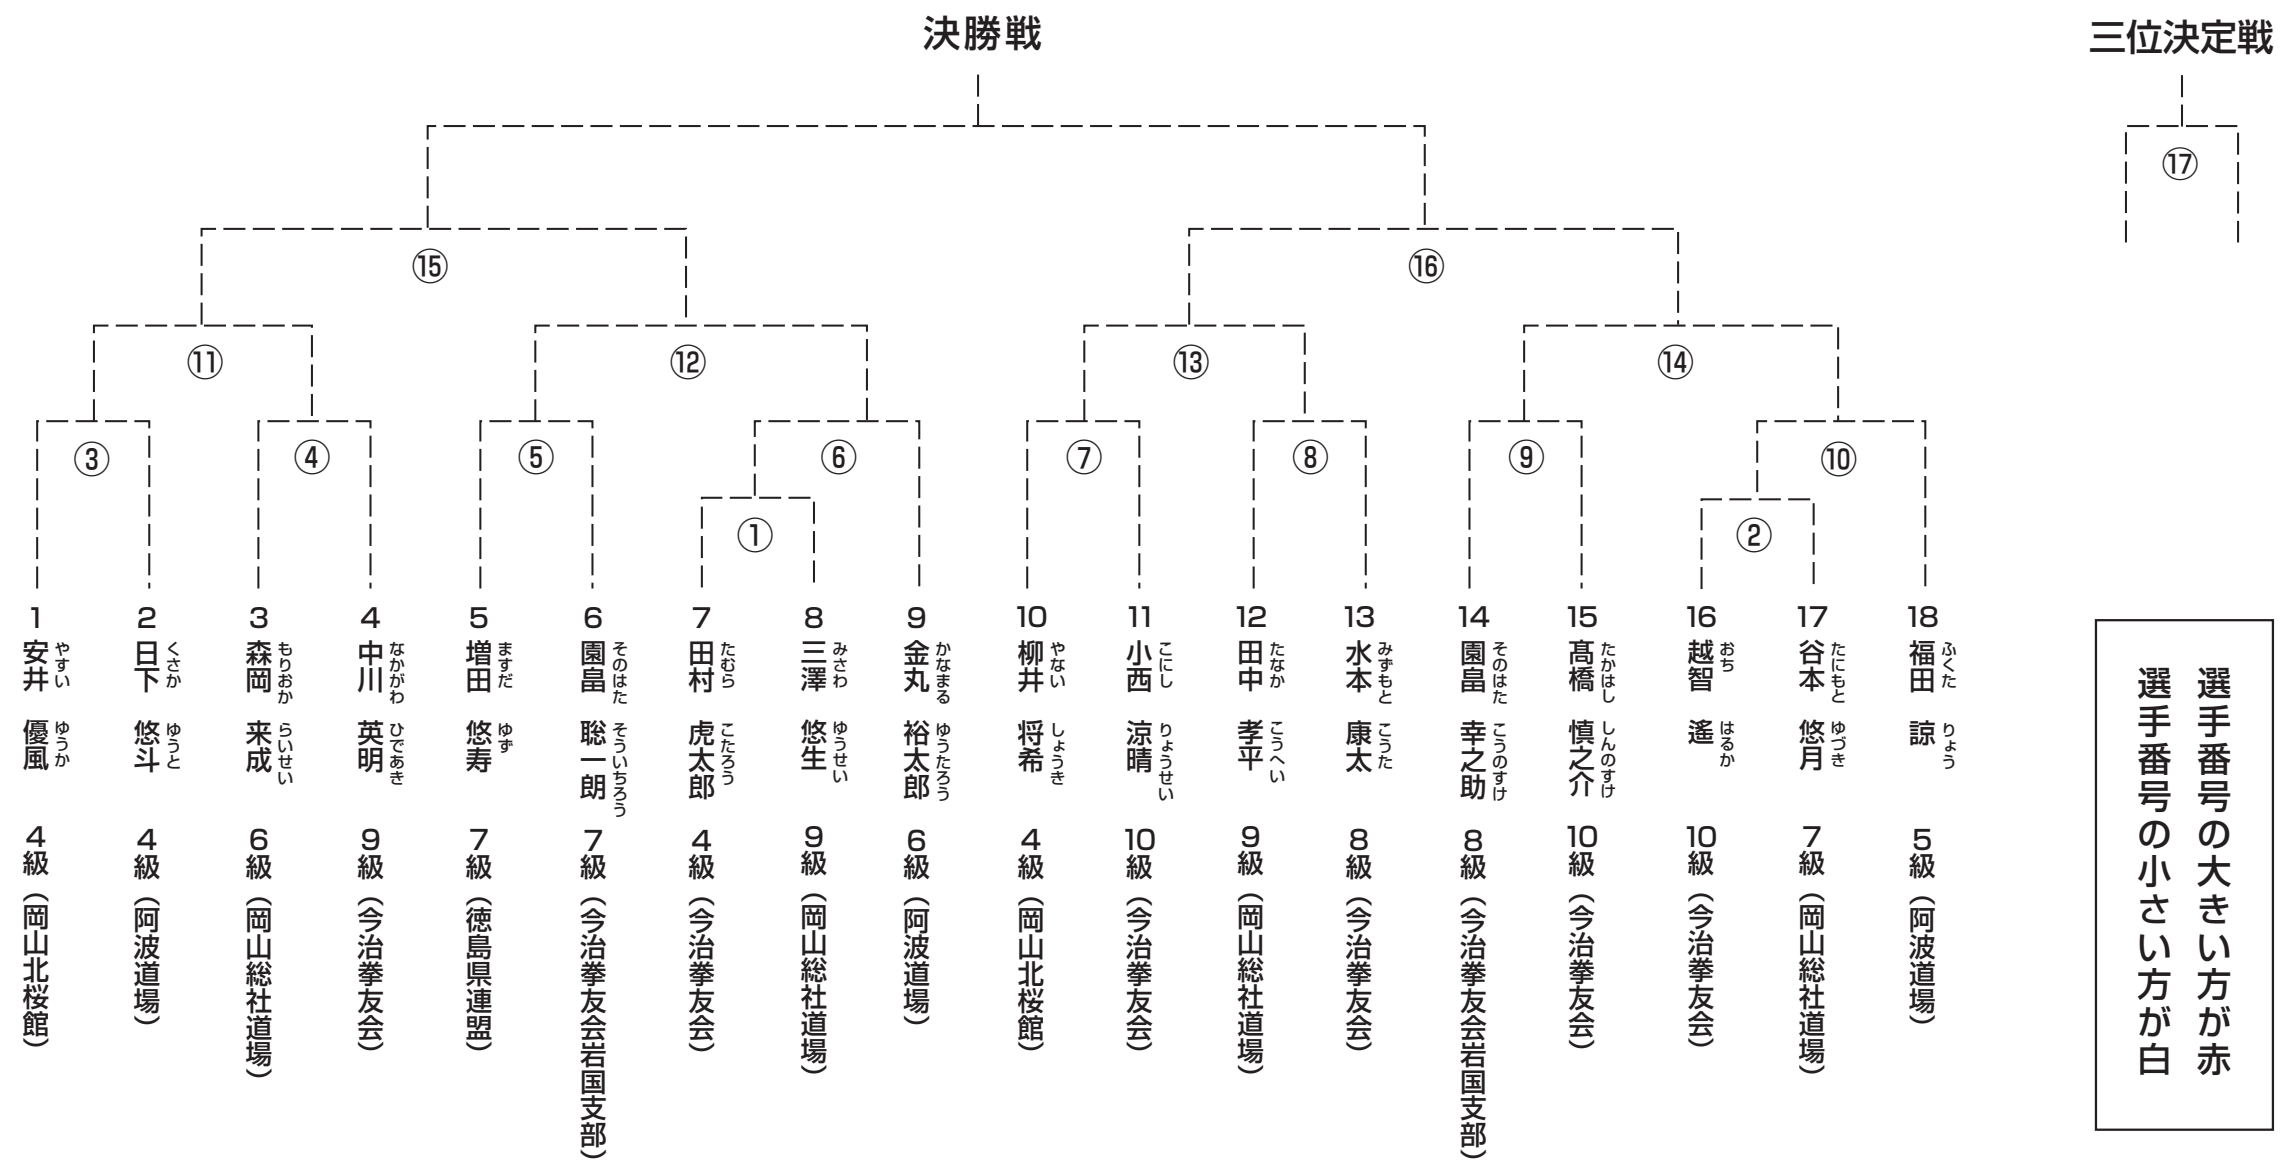 決勝戦
三位決定戦
⑰
⑮
⑯
⑪
⑫
⑬
⑭
③
④
⑤
⑥
⑦
⑧
⑨
⑩
①
②
1
安井 優風
やすい ゆうか
4級(岡山北桜館)
2
日下 悠斗
くさか ゆうと
4級(阿波道場)
3
森岡 来成
もりおか らいせい
6級(岡山総社道場)
4
中川 英明
なかがわ ひであき
9級(今治拳友会)
5
増田 悠寿
ますだ ゆず
7級(徳島県連盟)
6
園畠 聡一朗
そのはた そういちろう
7級(今治拳友会岩国支部)
7
田村 虎太郎
たむら こたろう
4級(今治拳友会)
8
三澤 悠生
みさわ ゆうせい
9級(岡山総社道場)
9
金丸 裕太郎
かなまる ゆうたろう
6級(阿波道場)
10
柳井 将希
やない しょうき
4級(岡山北桜館)
11
小西 涼晴
こにし りょうせい
10級(今治拳友会)
12
田中 孝平
たなか こうへい
9級(岡山総社道場)
13
水本 康太
みずもと こうた
8級(今治拳友会)
14
園畠 幸之助
そのはた こうのすけ
8級(今治拳友会岩国支部)
15
髙橋 慎之介
たかはし しんのすけ
10級(今治拳友会)
16
越智 遙
おち はるか
10級(今治拳友会)
17
谷本 悠月
たにもと ゆづき
7級(岡山総社道場)
18
福田 諒
ふくた りょう
5級(阿波道場)
選手番号の大きい方が赤
選手番号の小さい方が白